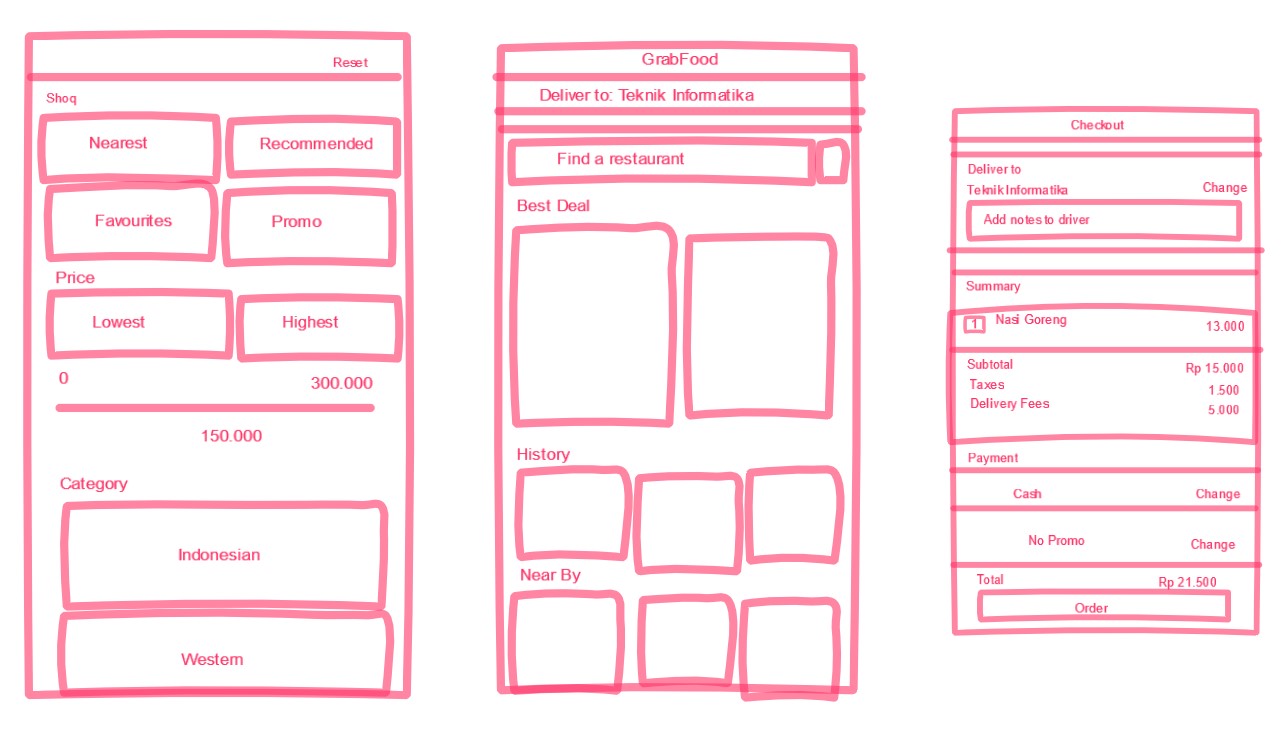 Reset
Shoq
Nearest
Recommended
Favourites
Promo
Price
Lowest
Highest
0
300.000
150.000
Category
Indonesian
Western
GrabFood
Deliver to: Teknik Informatika
Find a restaurant
Best Deal
History
Near By
Checkout
Deliver to
Teknik Informatika
Change
Add notes to driver
Summary
1 Nasi Goreng 13.000
Subtotal Rp 15.000
Taxes 1.500
Delivery Fees 5.000
Payment
Cash Change
No Promo Change
Total Rp 21.500
Order